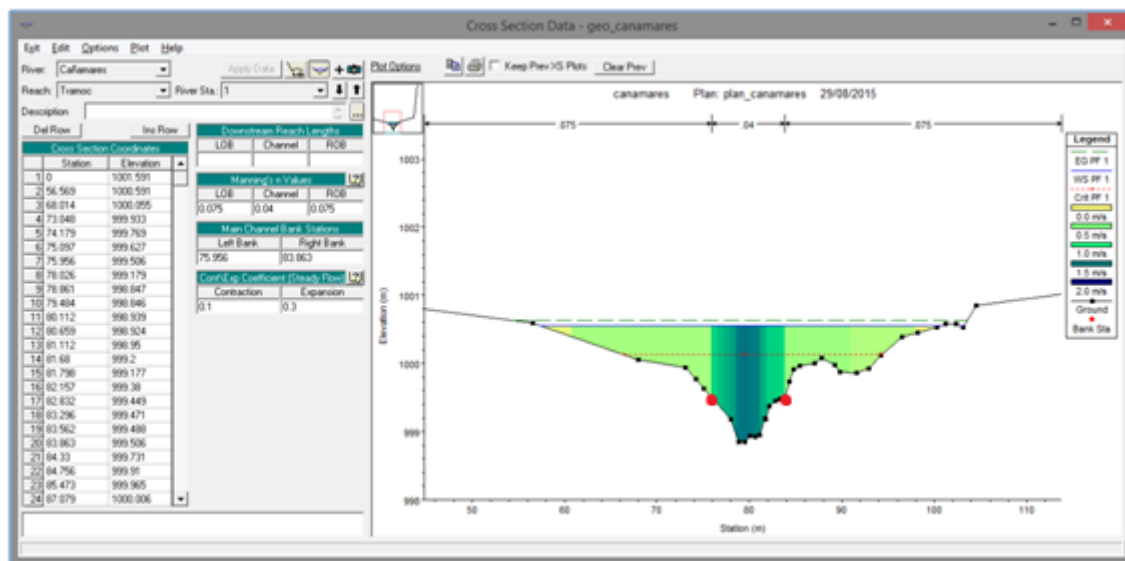 Cross Section Data - geo_canamares
Exit Edit Options Plot Help
River: Cañamares Apply Data Plot Options Keep Prev XS Plots Clear Prev
Reach: Tramoc River Sta.: 1
Description ...
Del Row Ins Row
Cross Section Coordinates
Station Elevation
1 0 1001.591
2 56.569 1000.591
3 68.014 1000.055
4 73.048 999.933
5 74.179 999.769
6 75.097 999.627
7 75.956 999.506
8 78.026 999.179
9 78.861 998.847
10 79.484 998.846
11 80.112 998.939
12 80.659 998.924
13 81.112 998.95
14 81.68 999.2
15 81.798 999.177
16 82.157 999.38
17 82.832 999.449
18 83.296 999.471
19 83.562 999.488
20 83.863 999.506
21 84.33 999.731
22 84.756 999.91
23 85.473 999.965
24 87.079 1000.006
Downstream Reach Lengths
LOB Channel ROB
Manning's n Values
LOB Channel ROB
0.075 0.04 0.075
Main Channel Bank Stations
Left Bank Right Bank
75.956 83.863
Cont\Exp Coefficient (Steady Flow)
Contraction Expansion
0.1 0.3
canamares Plan: plan_canamares 29/08/2015
.075 .04 .075
Elevation (m)
1003
1002
1001
1000
999
998
50 60 70 80 90 100 110
Station (m)
Legend
EG PF 1
WS PF 1
Crit PF 1
0.0 m/s
0.5 m/s
1.0 m/s
1.5 m/s
2.0 m/s
Ground
Bank Sta